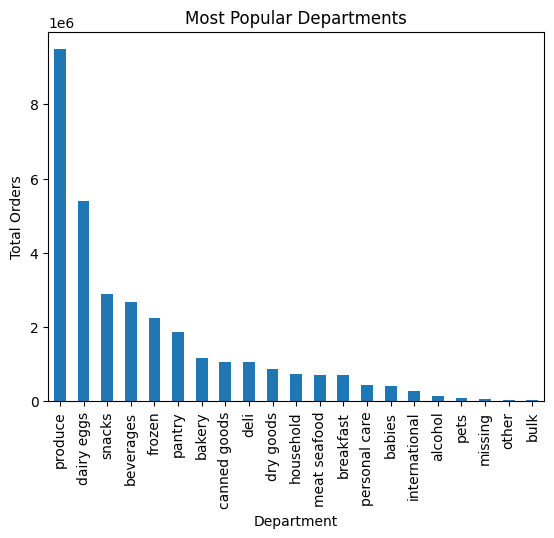 Most Popular Departments
1e6
8
6
4
2
0
Total Orders
produce
dairy eggs
snacks
beverages
frozen
pantry
bakery
canned goods
deli
dry goods
household
meat seafood
breakfast
personal care
babies
international
alcohol
pets
missing
other
bulk
Department